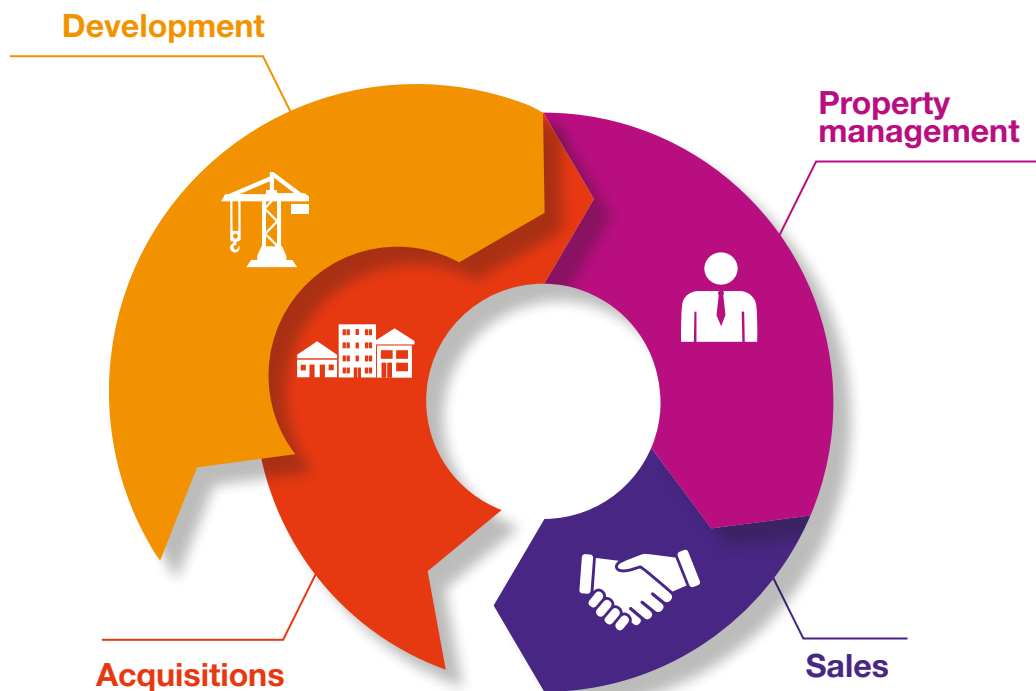 Development
Property
management
Acquisitions
Sales